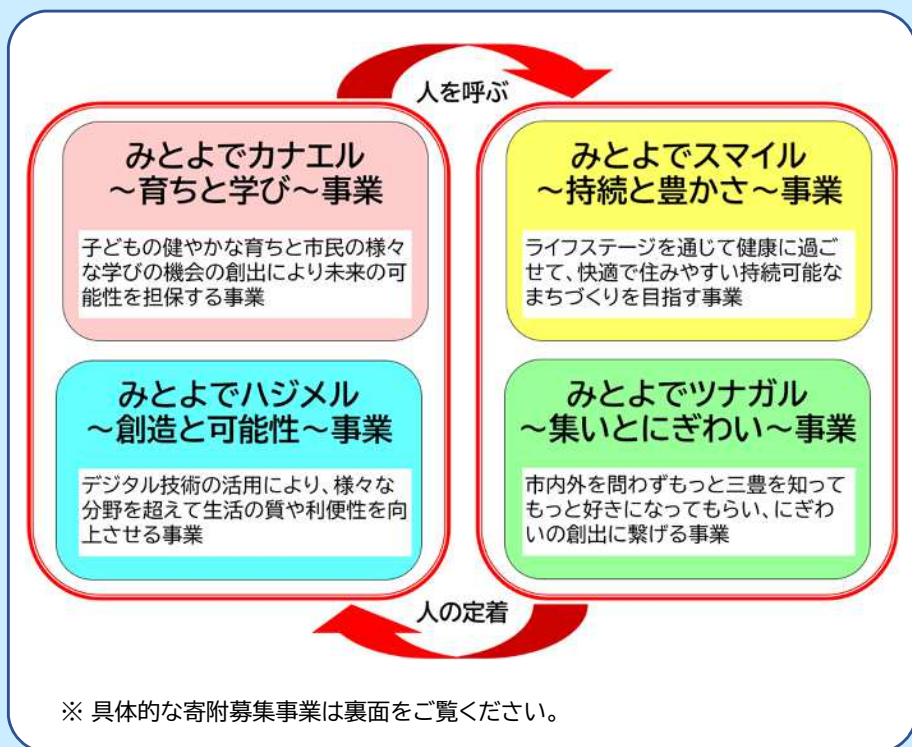 人を呼ぶ
みとよでカナエル
～育ちと学び～事業
子どもの健やかな育ちと市民の様々
な学びの機会の創出により未来の可
能性を担保する事業
みとよでスマイル
～持続と豊かさ～事業
ライフステージを通じて健康に過ご
せて、快適で住みやすい持続可能な
まちづくりを目指す事業
みとよでハジメル
～創造と可能性～事業
デジタル技術の活用により、様々な
分野を超えて生活の質や利便性を向
上させる事業
みとよでツナガル
～集いとにぎわい～事業
市内外を問わずもっと三豊を知って
もっと好きになってもらい、にぎわ
いの創出に繋げる事業
人の定着
※ 具体的な寄附募集事業は裏面をご覧ください。